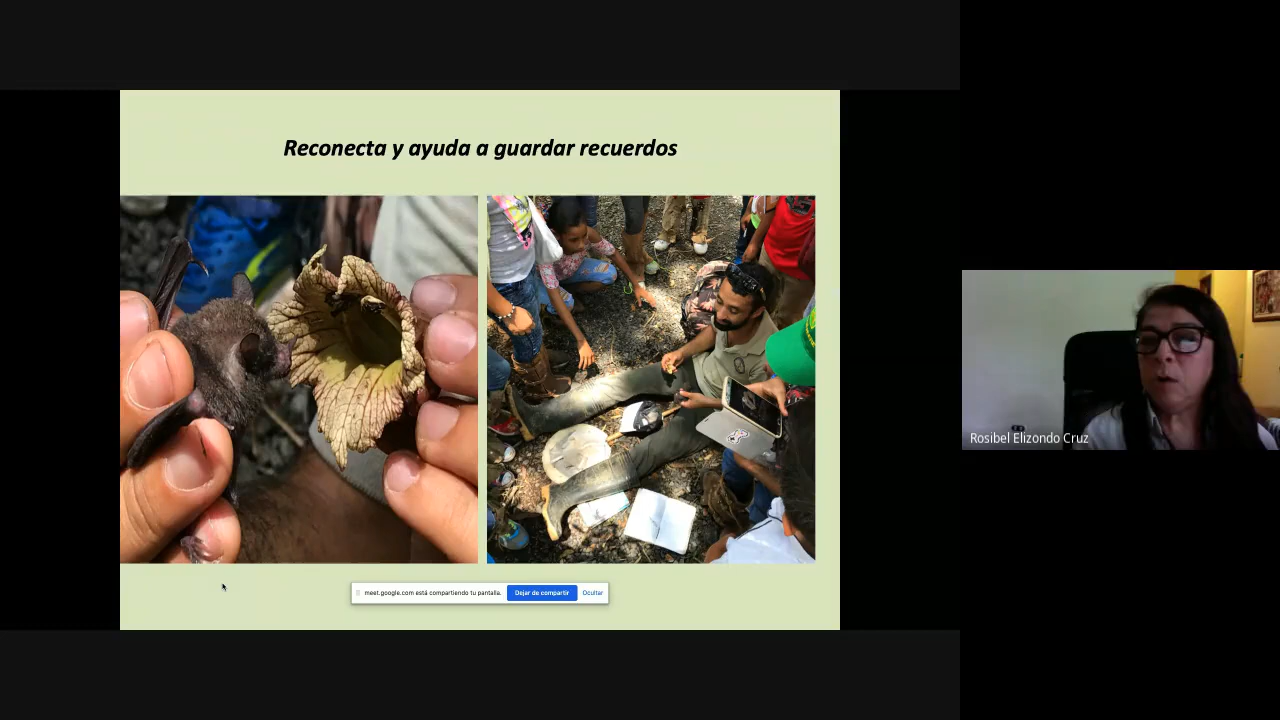 Reconecta y ayuda a guardar recuerdos
meet.google.com está compartiendo tu pantalla. Dejar de compartir Ocultar
Rosibel Elizondo Cruz